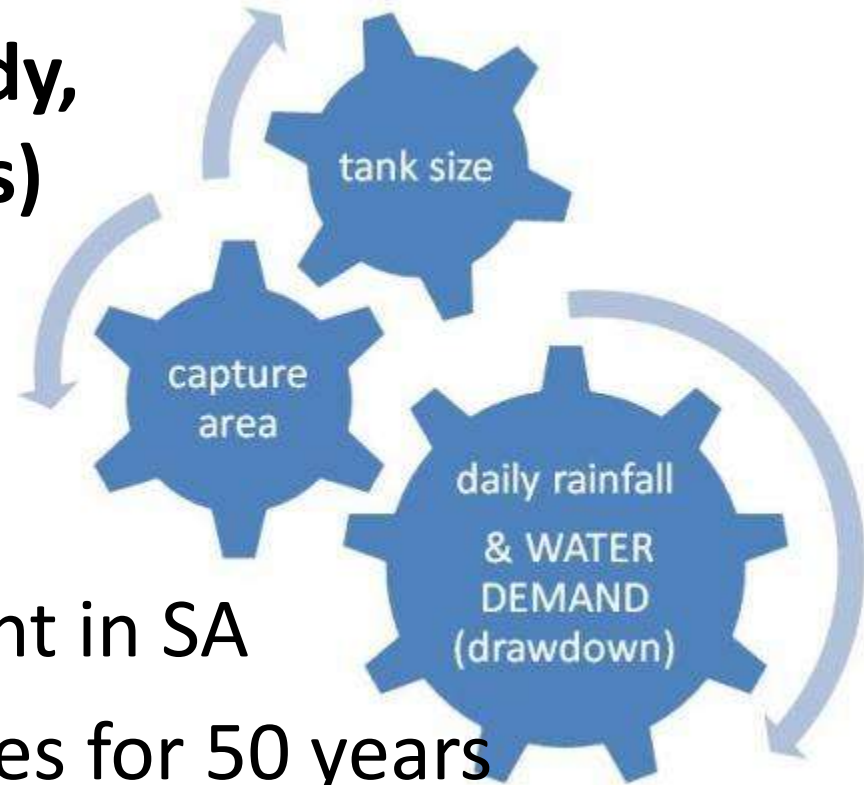 dy,
s)
tank size
capture
area
daily rainfall
& WATER
DEMAND
(drawdown)
nt in SA
es for 50 years